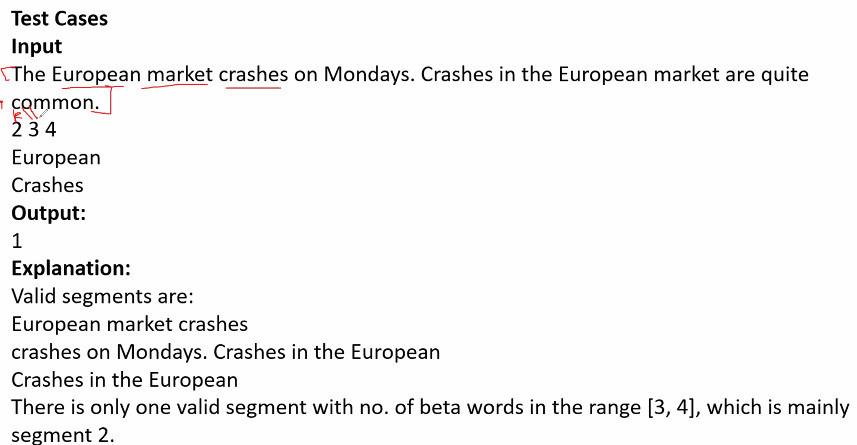 Test Cases
Input
The European market crashes on Mondays. Crashes in the European market are quite
common.
2 3 4
European
Crashes
Output:
1
Explanation:
Valid segments are:
European market crashes
crashes on Mondays. Crashes in the European
Crashes in the European
There is only one valid segment with no. of beta words in the range [3, 4], which is mainly
segment 2.